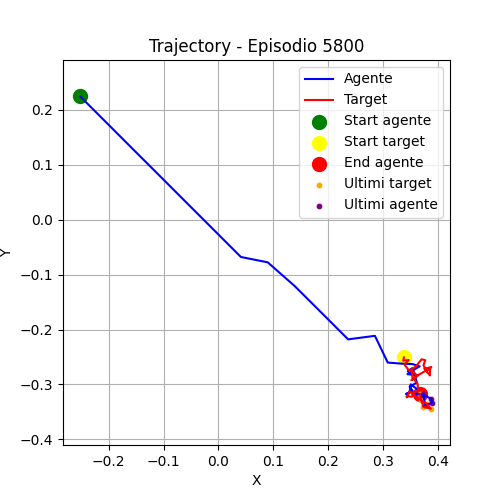 Trajectory - Episodio 5800
Agente
Target
Start agente
Start target
End agente
Ultimi target
Ultimi agente
Y
0.2
0.1
0.0
−0.1
−0.2
−0.3
−0.4
−0.2
−0.1
0.0
0.1
0.2
0.3
0.4
X